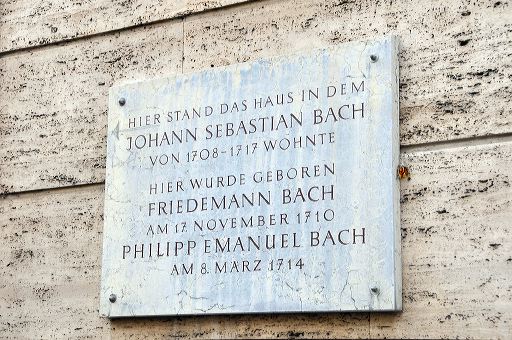 HIER STAND DAS HAUS IN DEM
JOHANN SEBASTIAN BACH
VON 1708-1717 WOHNTE
HIER WURDE GEBOREN
FRIEDEMANN BACH
AM 17. NOVEMBER 1710
PHILIPP EMANUEL BACH
AM 8. MÄRZ 1714